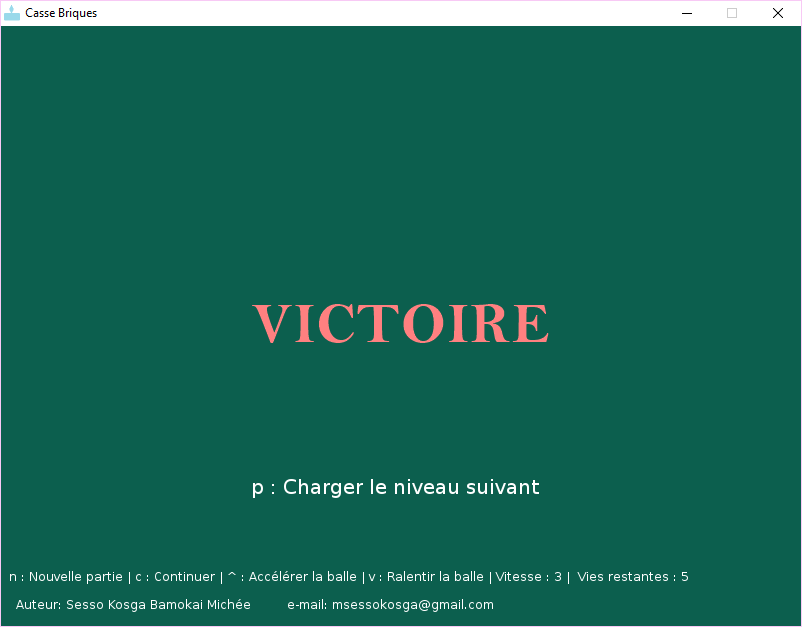 Casse Briques
VICTOIRE
p : Charger le niveau suivant
n : Nouvelle partie | c : Continuer | ^ : Accélérer la balle | v : Ralentir la balle | Vitesse : 3 | Vies restantes : 5
Auteur: Sesso Kosga Bamokai Michée e-mail: msessokosga@gmail.com